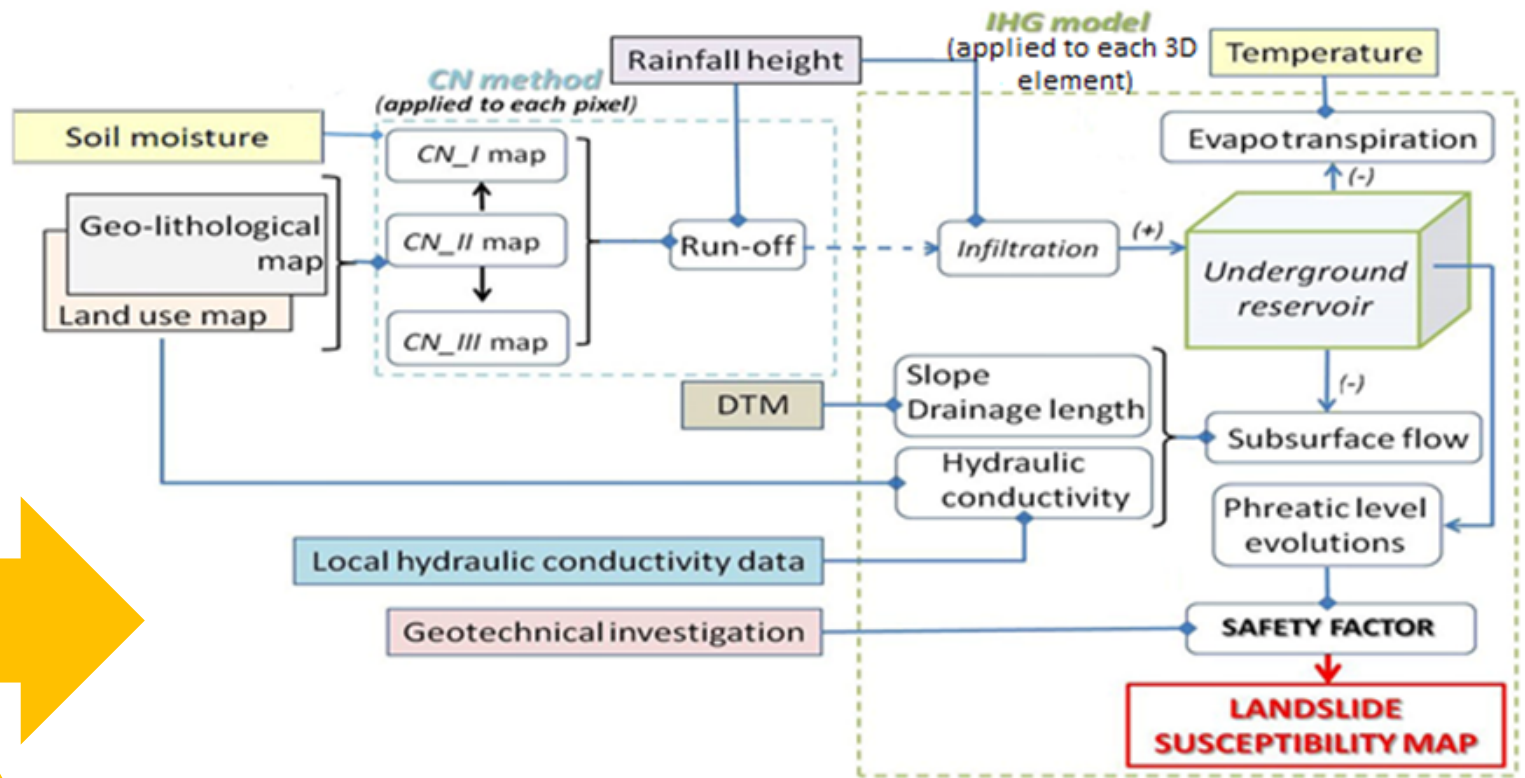 IHG model
(applied to each 3D
element)
Rainfall height
Temperature
CN method
(applied to each pixel)
Soil moisture
CN_I map
Evapotranspiration
(-)
Geo-lithological
map
CN_II map
Run-off
Infiltration
(+)
Underground
reservoir
Land use map
CN_III map
(-)
DTM
Slope
Drainage length
Subsurface flow
Hydraulic
conductivity
Phreatic level
evolutions
Local hydraulic conductivity data
Geotechnical investigation
SAFETY FACTOR
LANDSLIDE
SUSCEPTIBILITY MAP